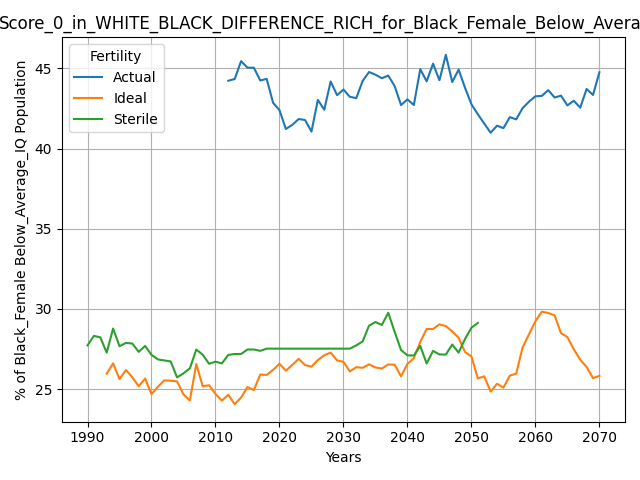 Score_0_in_WHITE_BLACK_DIFFERENCE_RICH_for_Black_Female_Below_Avera
Fertility
Actual
Ideal
Sterile
% of Black_Female Below_Average_IQ Population
45
40
35
30
25
1990 2000 2010 2020 2030 2040 2050 2060 2070
Years